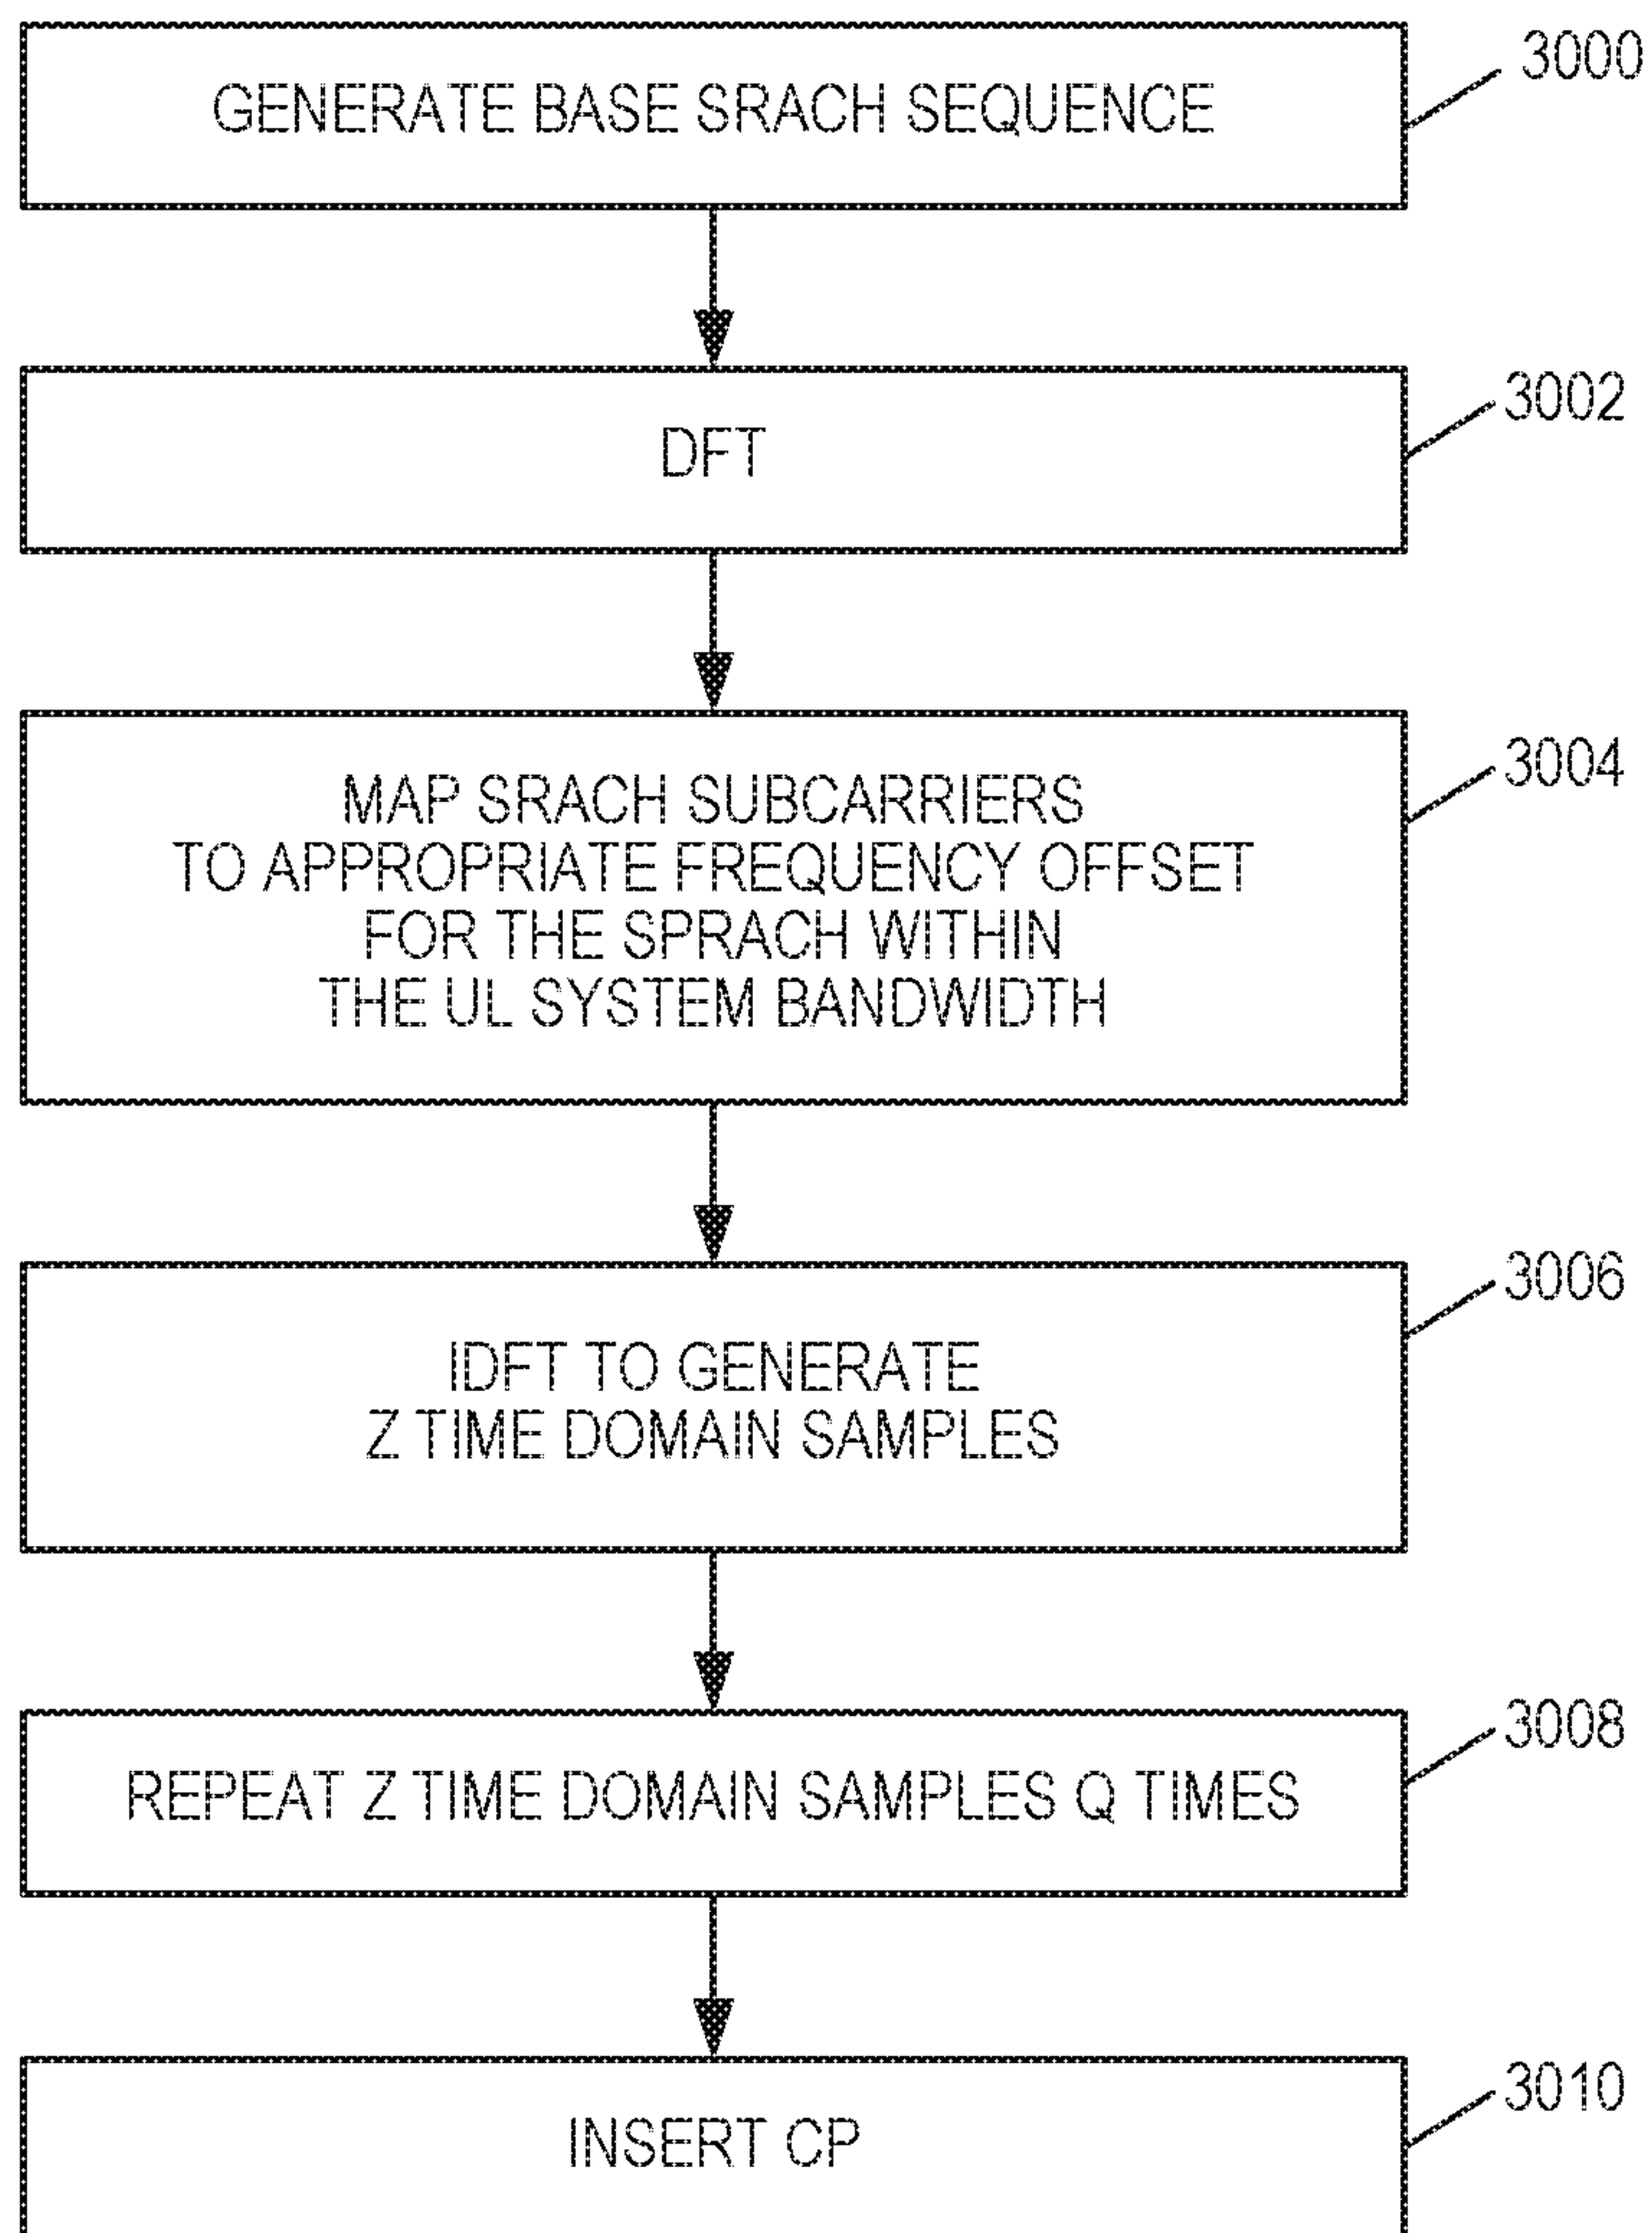 GENERATE BASE SRACH SEQUENCE
3000
DFT
3002
MAP SRACH SUBCARRIERS
TO APPROPRIATE FREQUENCY OFFSET
FOR THE SPRACH WITHIN
THE UL SYSTEM BANDWIDTH
3004
IDFT TO GENERATE
Z TIME DOMAIN SAMPLES
3006
REPEAT Z TIME DOMAIN SAMPLES Q TIMES
3008
INSERT CP
3010